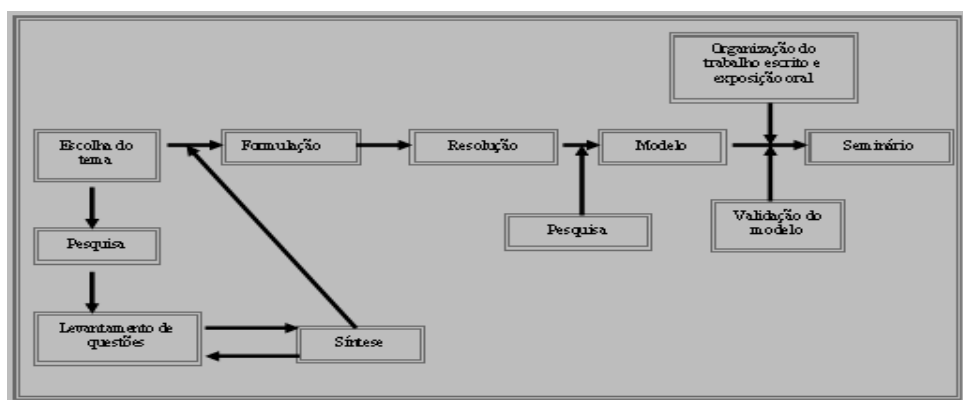 Organização do
trabalho escrito e
exposição oral
Escolha do
tema
Formulação
Resolução
Modelo
Seminário
Pesquisa
Pesquisa
Validação do
modelo
Levantamento de
questões
Síntese